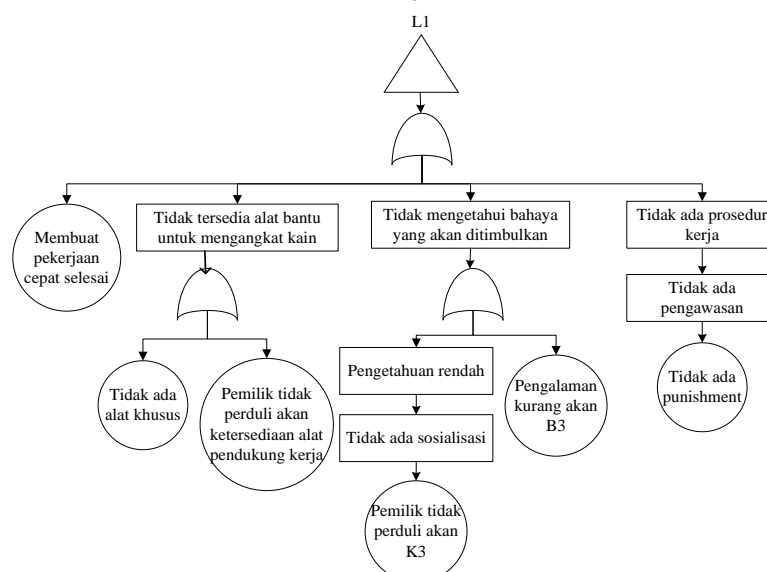 L1
Membuat
pekerjaan
cepat selesai
Tidak tersedia alat bantu
untuk mengangkat kain
Tidak mengetahui bahaya
yang akan ditimbulkan
Tidak ada prosedur
kerja
Tidak ada
pengawasan
Tidak ada
alat khusus
Pemilik tidak
perduli akan
ketersediaan alat
pendukung kerja
Pengetahuan rendah
Tidak ada sosialisasi
Pemilik tidak
perduli akan
K3
Pengalaman
kurang akan
B3
Tidak ada
punishment